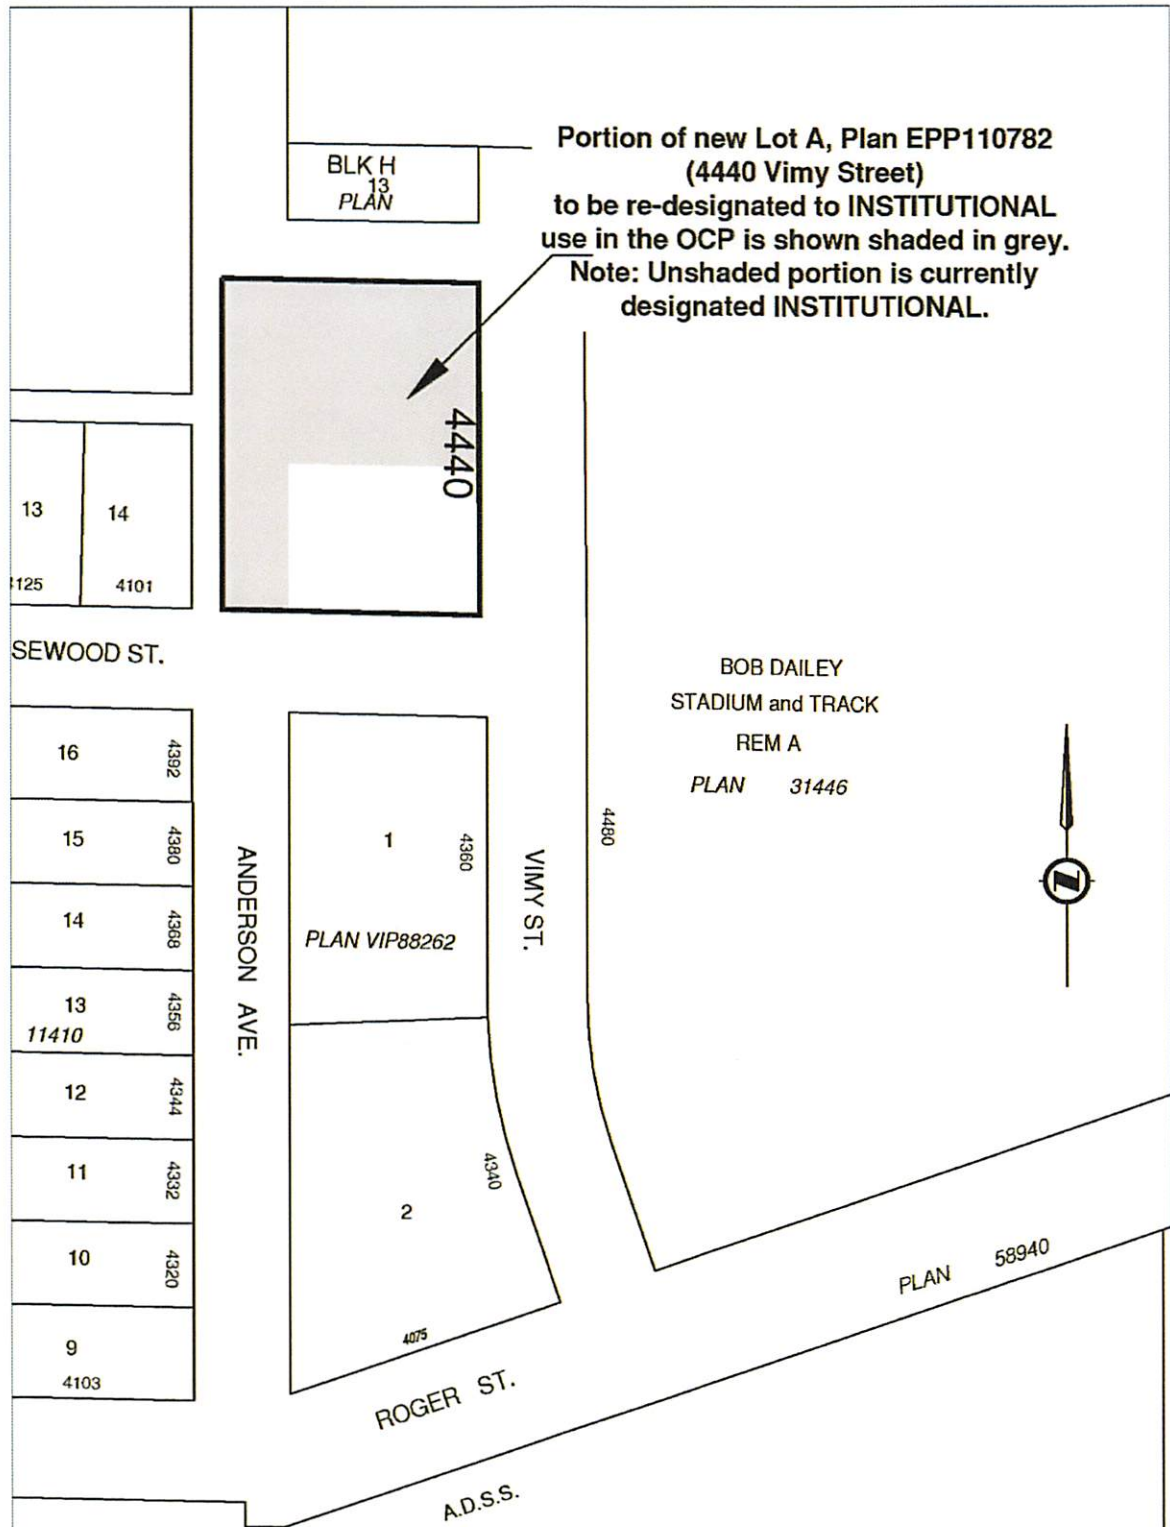 Portion of new Lot A, Plan EPP110782
(4440 Vimy Street)
to be re-designated to INSTITUTIONAL
use in the OCP is shown shaded in grey.
Note: Unshaded portion is currently
designated INSTITUTIONAL.
BLK H
13
PLAN
4440
13
14
4101
SEWOOD ST.
BOB DAILEY
STADIUM and TRACK
REM A
PLAN 31446
16
4392
15
4380
14
4368
13
4356
11410
12
4344
11
4332
10
4320
9
4103
ANDERSON AVE.
1
4360
PLAN VIP88262
VIMY ST.
4480
2
4340
4075
Z
ROGER ST.
PLAN 58940
A.D.S.S.